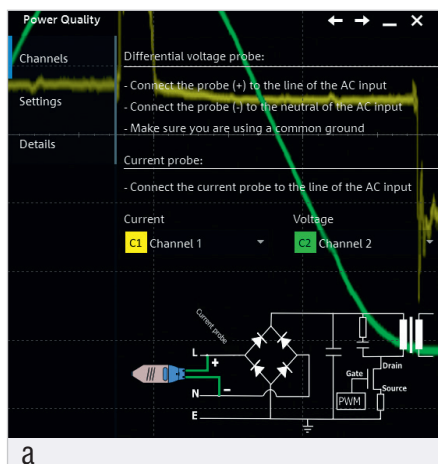 Power Quality
Channels
Settings
Details
Differential voltage probe:
- Connect the probe (+) to the line of the AC input
- Connect the probe (-) to the neutral of the AC input
- Make sure you are using a common ground
Current probe:
- Connect the current probe to the line of the AC input
Current
Voltage
C1 Channel 1
C2 Channel 2
Current probe
L
+
-
N
E
Gate
Drain
Source
PWM
a